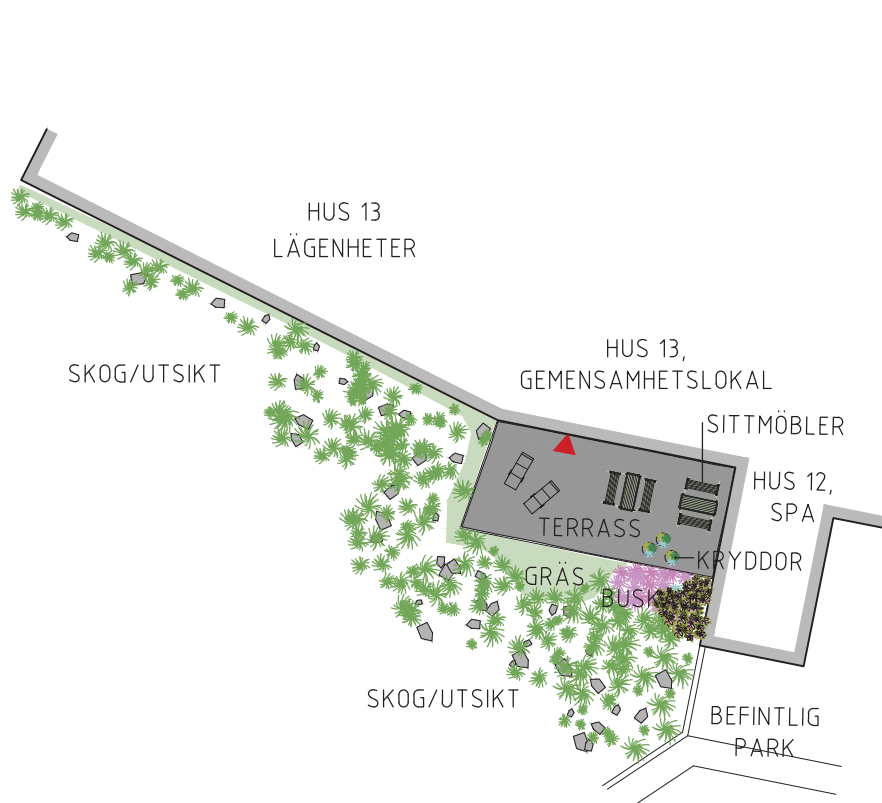 HUS 13
LÄGENHETER
HUS 13,
GEMENSAMHETSLOKAL
SKOG/UTSIKT
SITTMÖBLER
HUS 12,
SPA
TERRASS
KRYDDOR
GRÄS
SKOG/UTSIKT
BEFINTLIG
PARK